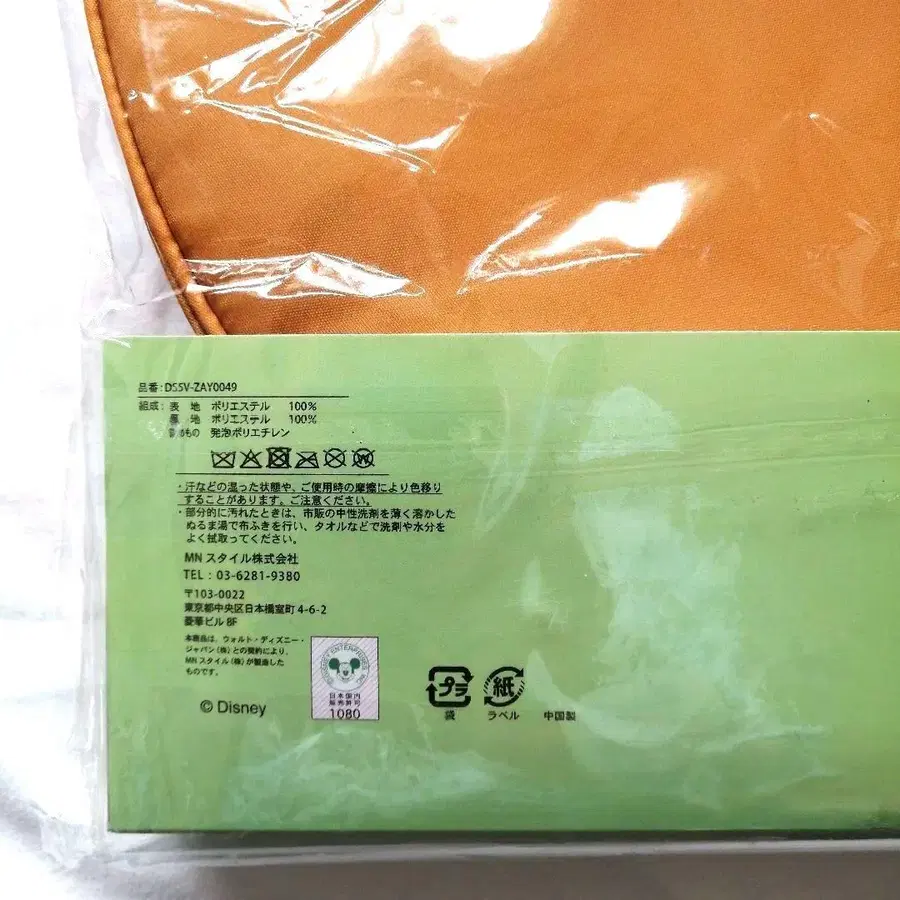 品番:DS5V-ZAY0049
組成:表 地 ポリエステル 100%
裏 地 ポリエステル 100%
詰めもの 発泡ポリエチレン
・汗などの湿った状態や、ご使用時の摩擦により色移り
することがあります。ご注意ください。
・部分的に汚れたときは、市販の中性洗剤を薄く溶かした
ぬるま湯で布ふきを行い、タオルなどで洗剤や水分を
よく拭取ってください。
MN スタイル株式会社
TEL:03-6281-9380
〒103-0022
東京都中央区日本橋室町 4-6-2
菱華ビル 8F
本商品は、ウォルト・ディズニー・
ジャパン(株)との契約により、
MN スタイル(株)が製造した
ものです。
© Disney
DISNEY ENTERPRISES INC.
日本国内
販売許可
1080
プラ
袋
紙
ラベル
中国製